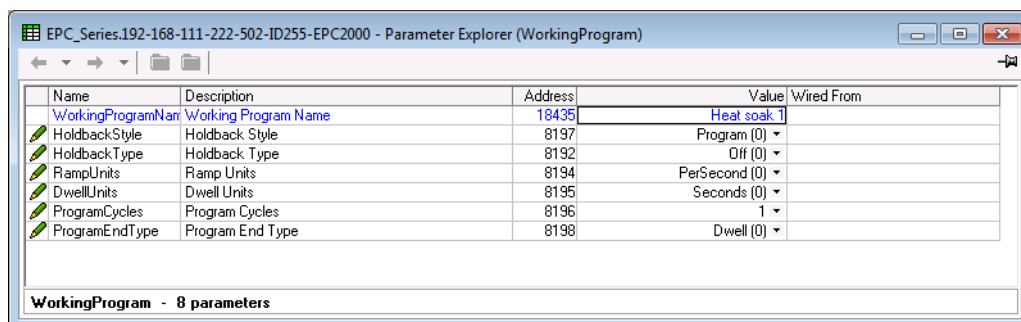 EPC_Series.192-168-111-222-502-ID255-EPC2000 - Parameter Explorer (WorkingProgram)
Name Description Address Value Wired From
WorkingProgramNam Working Program Name 18435 Heat soak 1
HoldbackStyle Holdback Style 8197 Program (0)
HoldbackType Holdback Type 8192 Off (0)
RampUnits Ramp Units 8194 PerSecond (0)
DwellUnits Dwell Units 8195 Seconds (0)
ProgramCycles Program Cycles 8196 1
ProgramEndType Program End Type 8198 Dwell (0)
WorkingProgram - 8 parameters